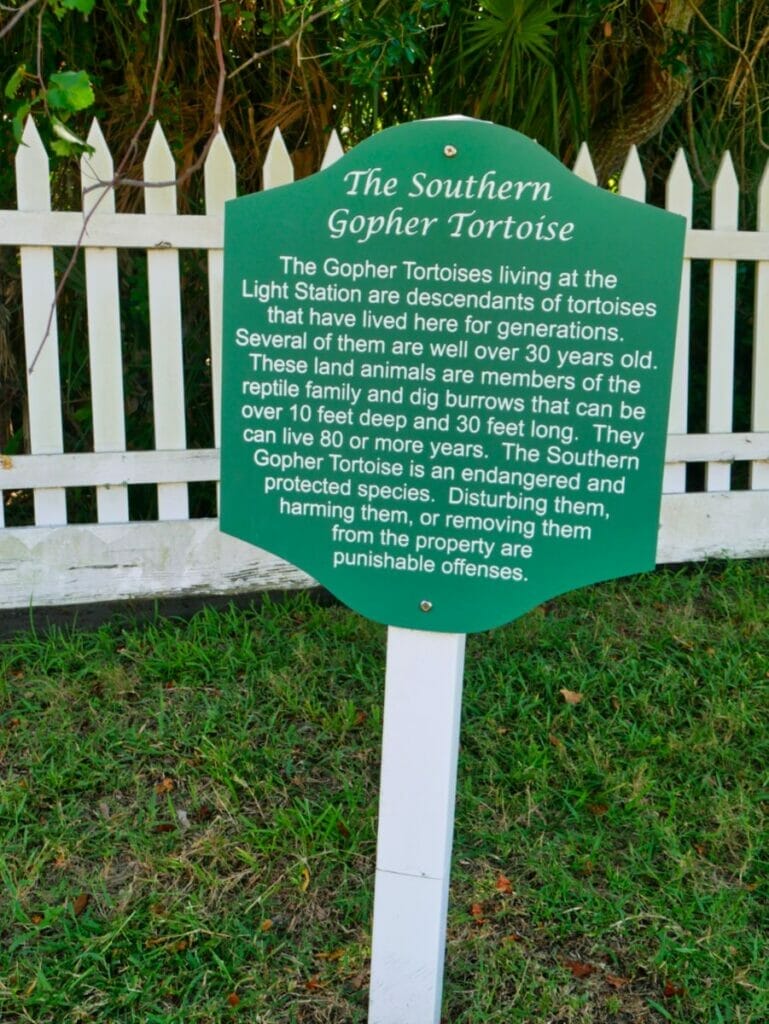 The Southern
Gopher Tortoise
The Gopher Tortoises living at the
Light Station are descendants of tortoises
that have lived here for generations.
Several of them are well over 30 years old.
These land animals are members of the
reptile family and dig burrows that can be
over 10 feet deep and 30 feet long. They
can live 80 or more years. The Southern
Gopher Tortoise is an endangered and
protected species. Disturbing them,
harming them, or removing them
from the property are
punishable offenses.